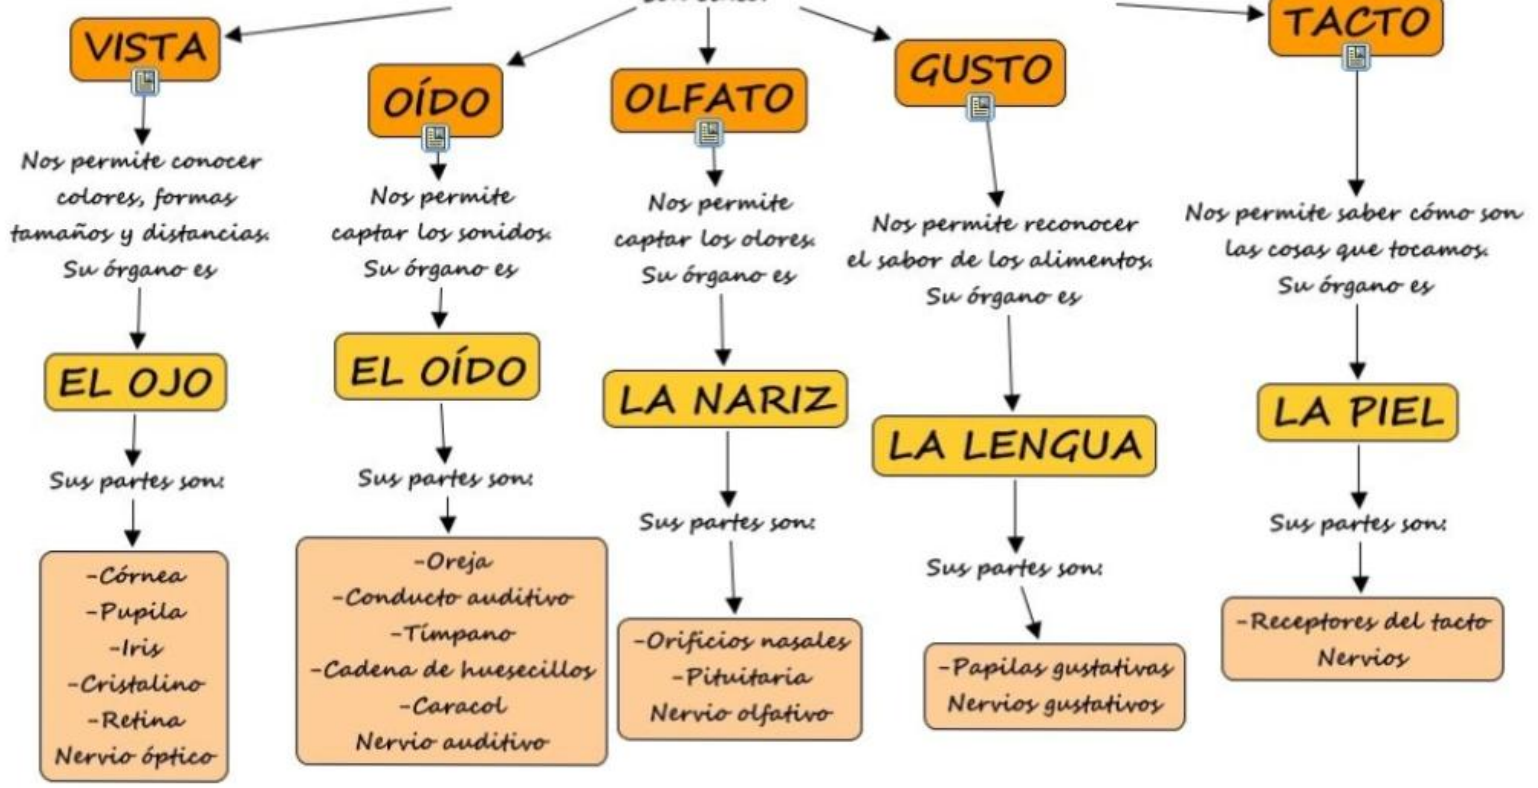 VISTA
Nos permite conocer
colores, formas
tamaños y distancias.
Su órgano es
EL OJO
Sus partes son:
-Córnea
-Pupila
-Iris
-Cristalino
-Retina
Nervio óptico
OÍDO
Nos permite
captar los sonidos.
Su órgano es
EL OÍDO
Sus partes son:
-Oreja
-Conducto auditivo
-Tímpano
-Cadena de huesecillos
-Caracol
Nervio auditivo
OLFATO
Nos permite
captar los olores.
Su órgano es
LA NARIZ
Sus partes son:
-Orificios nasales
-Pituitaria
Nervio olfativo
GUSTO
Nos permite reconocer
el sabor de los alimentos.
Su órgano es
LA LENGUA
Sus partes son:
-Papilas gustativas
Nervios gustativos
TACTO
Nos permite saber cómo son
las cosas que tocamos.
Su órgano es
LA PIEL
Sus partes son:
-Receptores del tacto
Nervios